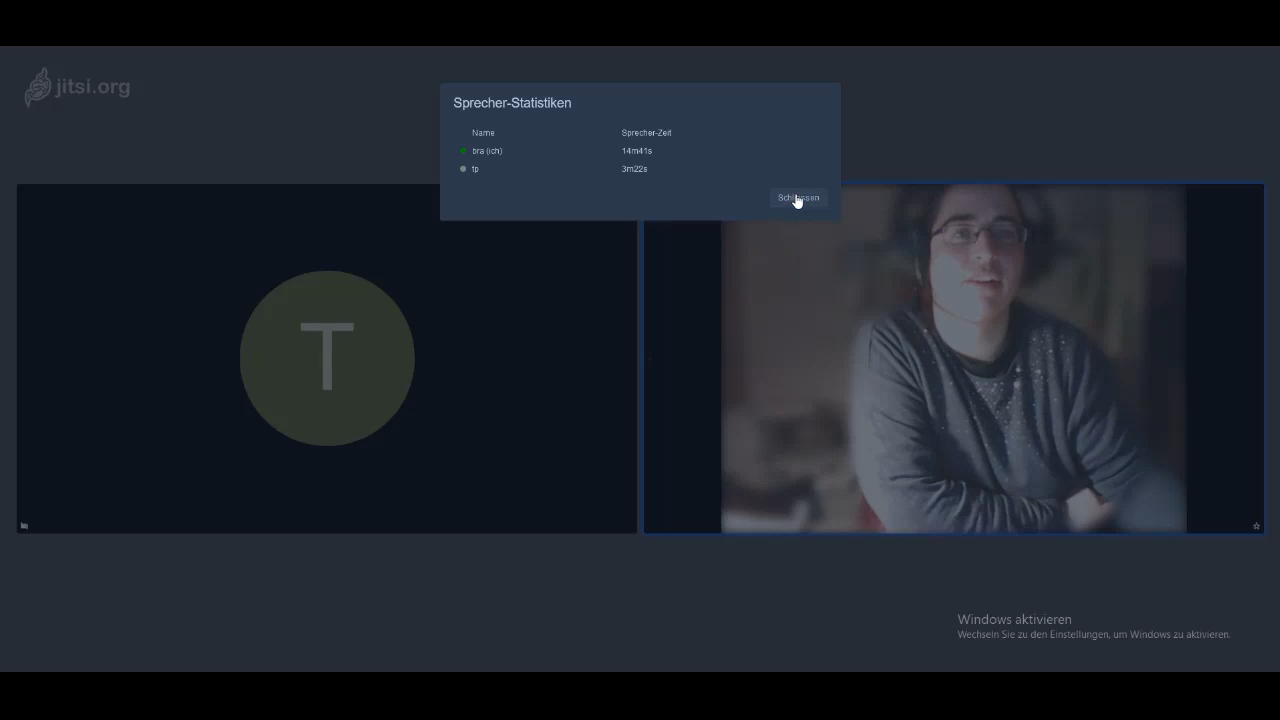 jitsi.org
Sprecher-Statistiken
Name Sprecher-Zeit
bra (ich) 14m41s
tp 3m22s
T
Windows aktivieren
Wechseln Sie zu den Einstellungen, um Windows zu aktivieren.